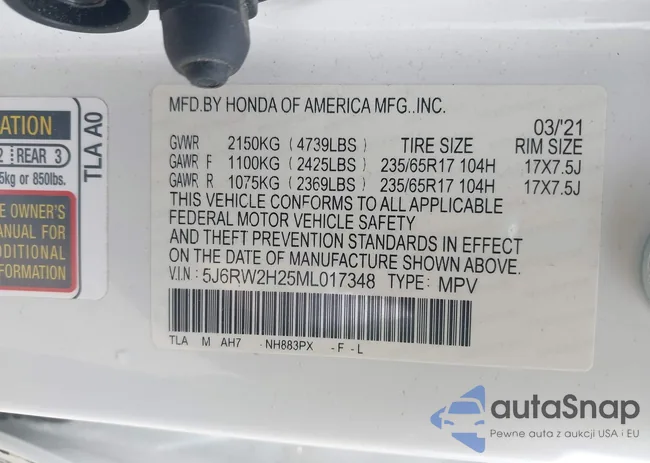 ATION
2 REAR 3
5kg or 850lbs.
E OWNER'S
ANUAL FOR
DDITIONAL
ORMATION
TLA A0
MFD.BY HONDA OF AMERICA MFG.,INC.
03/'21
GVWR 2150KG (4739LBS) TIRE SIZE RIM SIZE
GAWR F 1100KG (2425LBS) 235/65R17 104H 17X7.5J
GAWR R 1075KG (2369LBS) 235/65R17 104H 17X7.5J
THIS VEHICLE CONFORMS TO ALL APPLICABLE
FEDERAL MOTOR VEHICLE SAFETY
AND THEFT PREVENTION STANDARDS IN EFFECT
ON THE DATE OF MANUFACTURE SHOWN ABOVE.
V.I.N: 5J6RW2H25ML017348 TYPE: MPV
TLA M AH7 NH883PX -F-L
autaSnap
Pewne auta z aukcji USA i EU